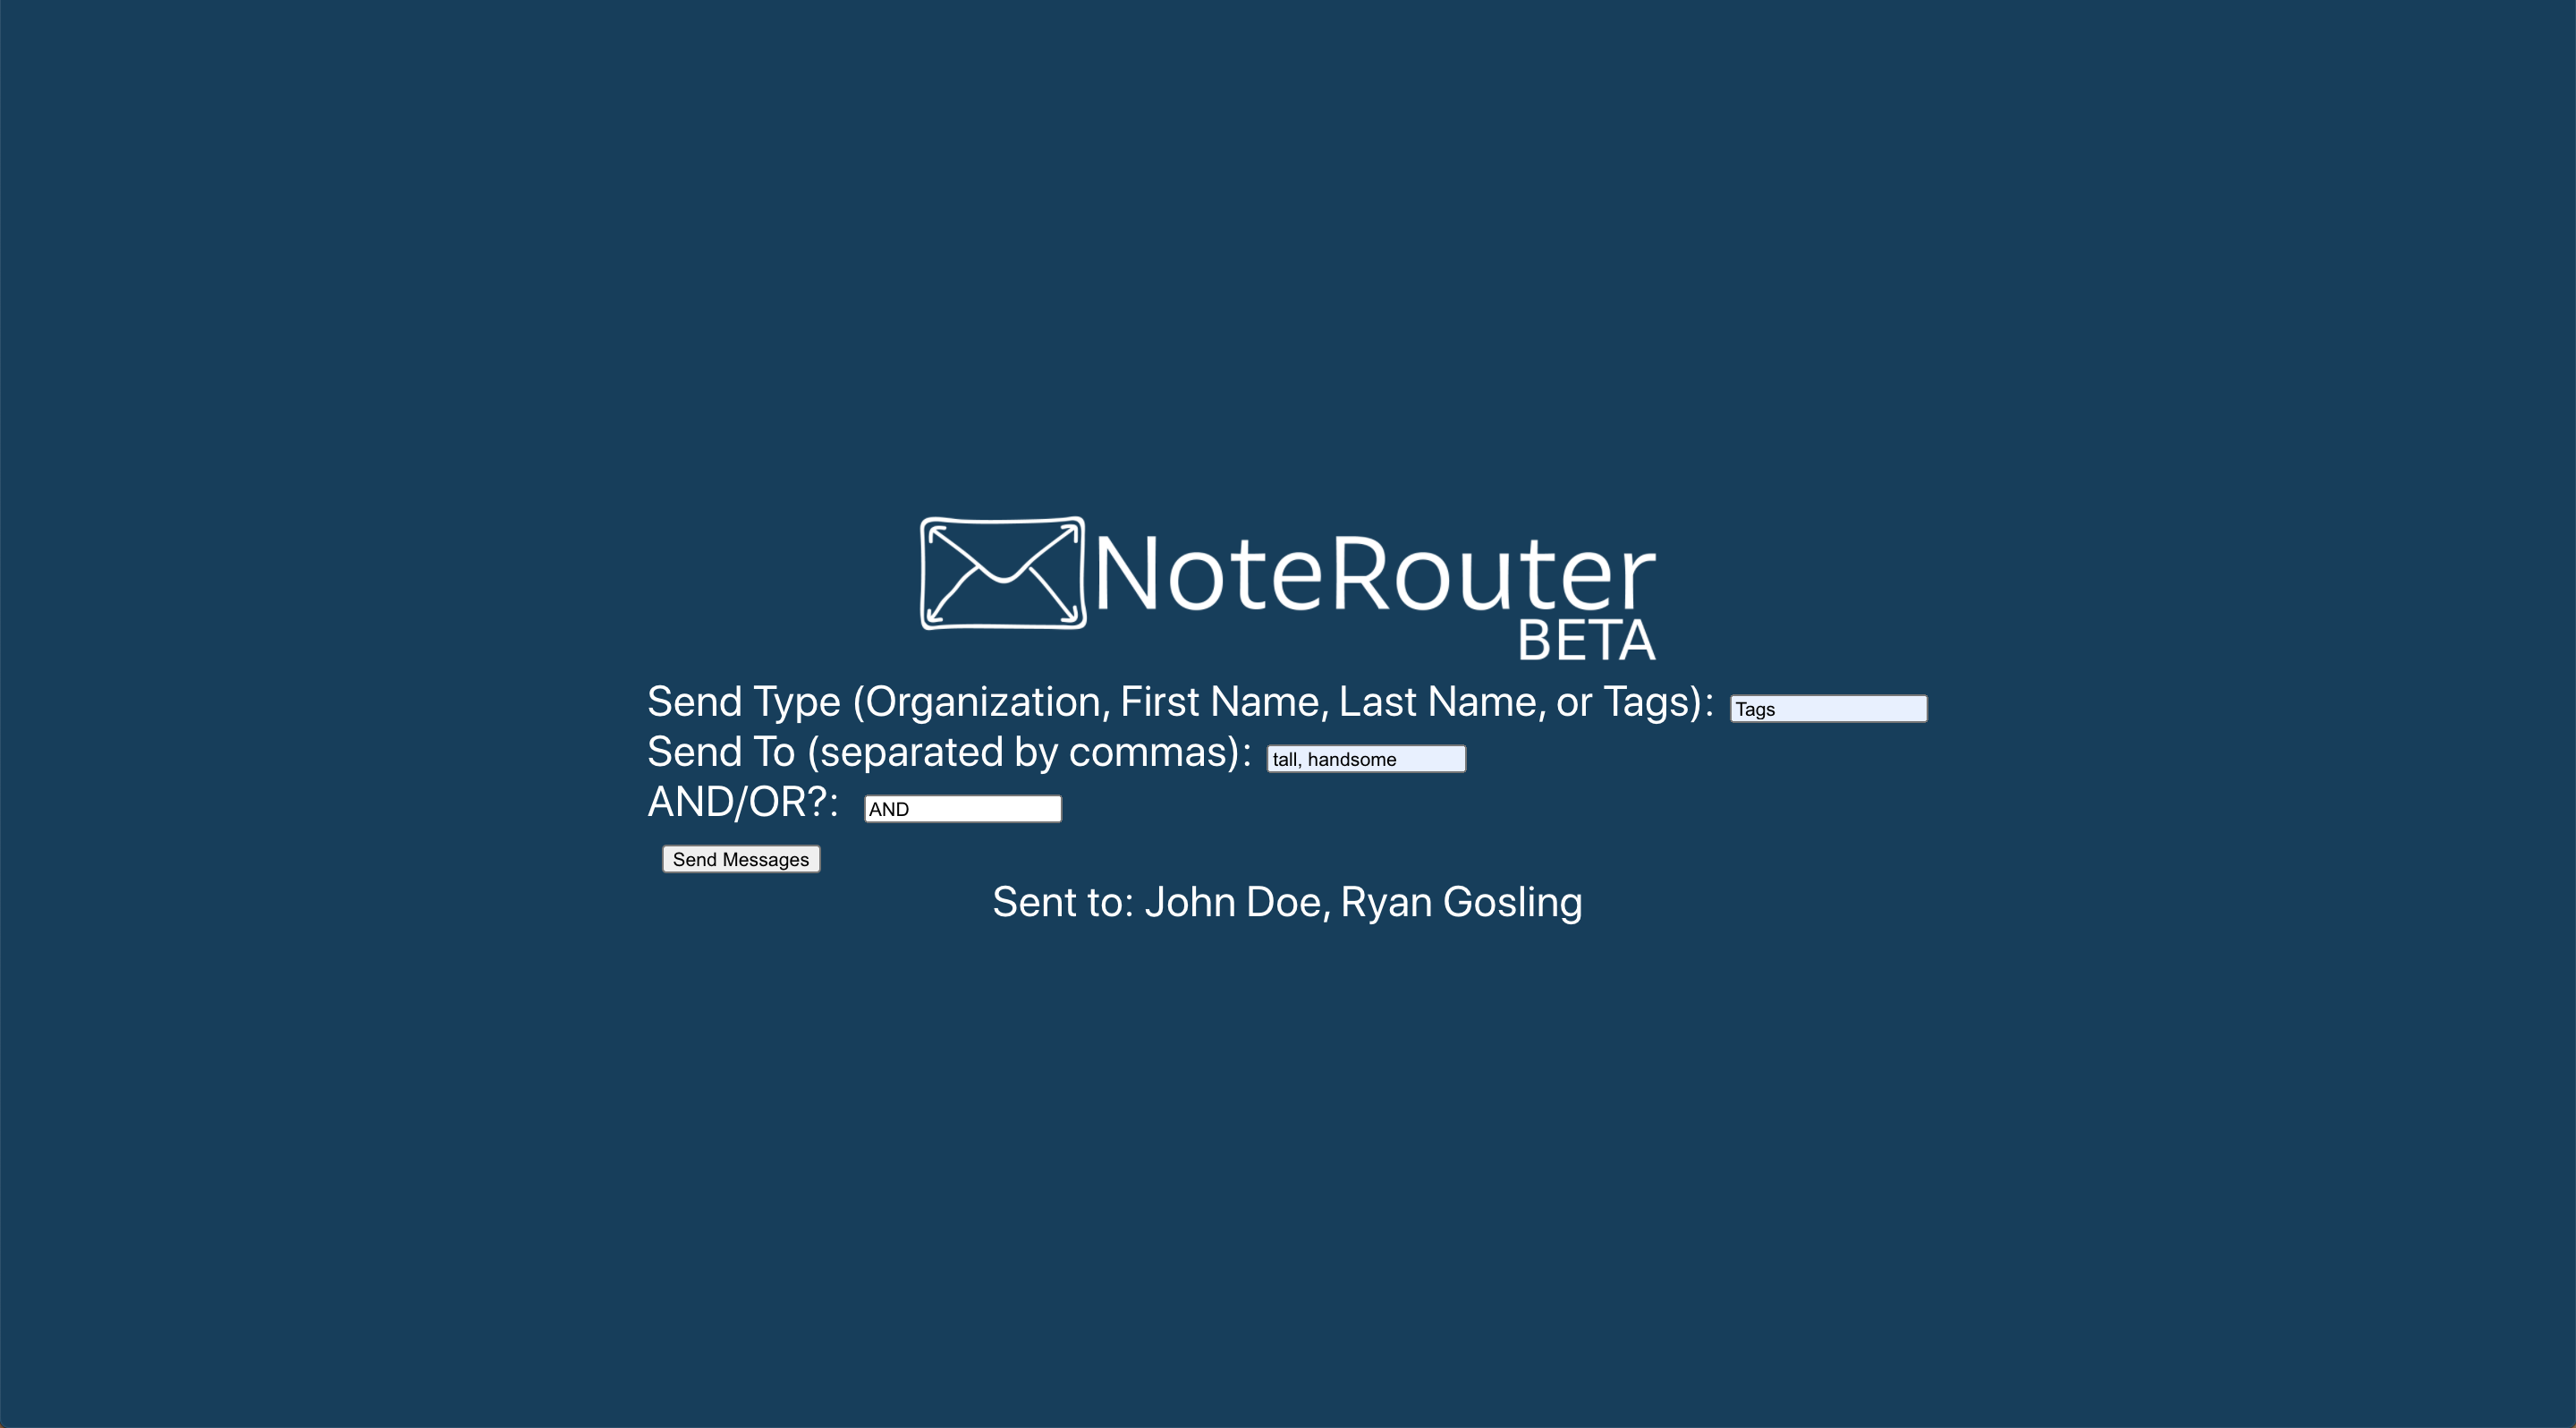 NoteRouter
BETA
Send Type (Organization, First Name, Last Name, or Tags): Tags
Send To (separated by commas): tall, handsome
AND/OR?: AND
Send Messages
Sent to: John Doe, Ryan Gosling